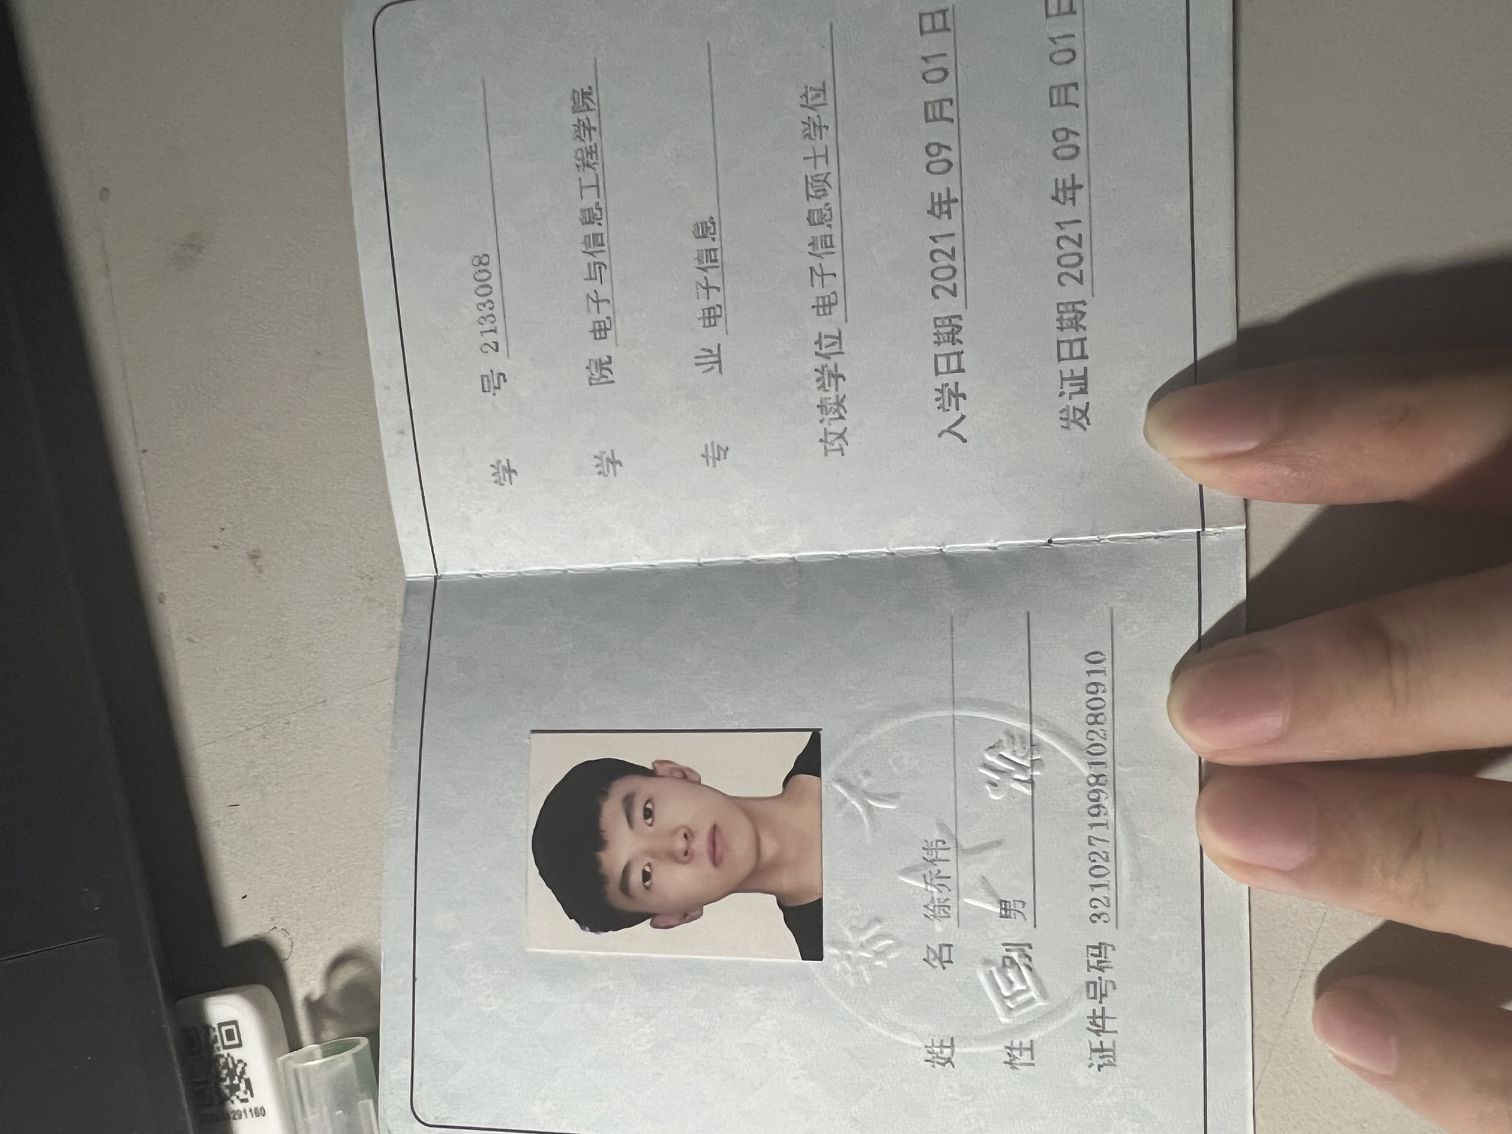 姓 名 徐乔伟
性 别 男
证件号码 321027199810280910
学 号 2133008
学 院 电子与信息工程学院
专 业 电子信息
攻读学位 电子信息硕士学位
入学日期 2021 年 09 月 01 日
发证日期 2021 年 09 月 01 日